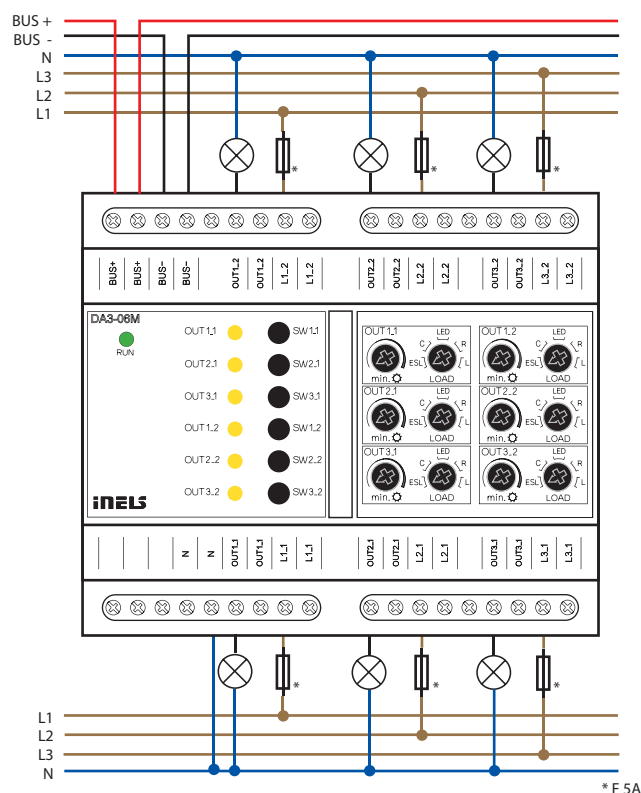 BUS +
BUS -
N
L3
L2
L1
*
*
*
BUS+ BUS+ BUS- BUS- OUT1_2 OUT1_2 L1_2 L1_2 OUT2_2 OUT2_2 L2_2 L2_2 OUT3_2 OUT3_2 L3_2 L3_2
DA3-06M
RUN
OUT1_1 SW1_1
OUT2_1 SW2_1
OUT3_1 SW3_1
OUT1_2 SW1_2
OUT2_2 SW2_2
OUT3_2 SW3_2
iNELS
OUT1_1 LED C R ESL L min. LOAD
OUT1_2 LED C R ESL L min. LOAD
OUT2_1 LED C R ESL L min. LOAD
OUT2_2 LED C R ESL L min. LOAD
OUT3_1 LED C R ESL L min. LOAD
OUT3_2 LED C R ESL L min. LOAD
N N OUT1_1 OUT1_1 L1_1 L1_1 OUT2_1 OUT2_1 L2_1 L2_1 OUT3_1 OUT3_1 L3_1 L3_1
*
*
*
L1
L2
L3
N
* F 5A